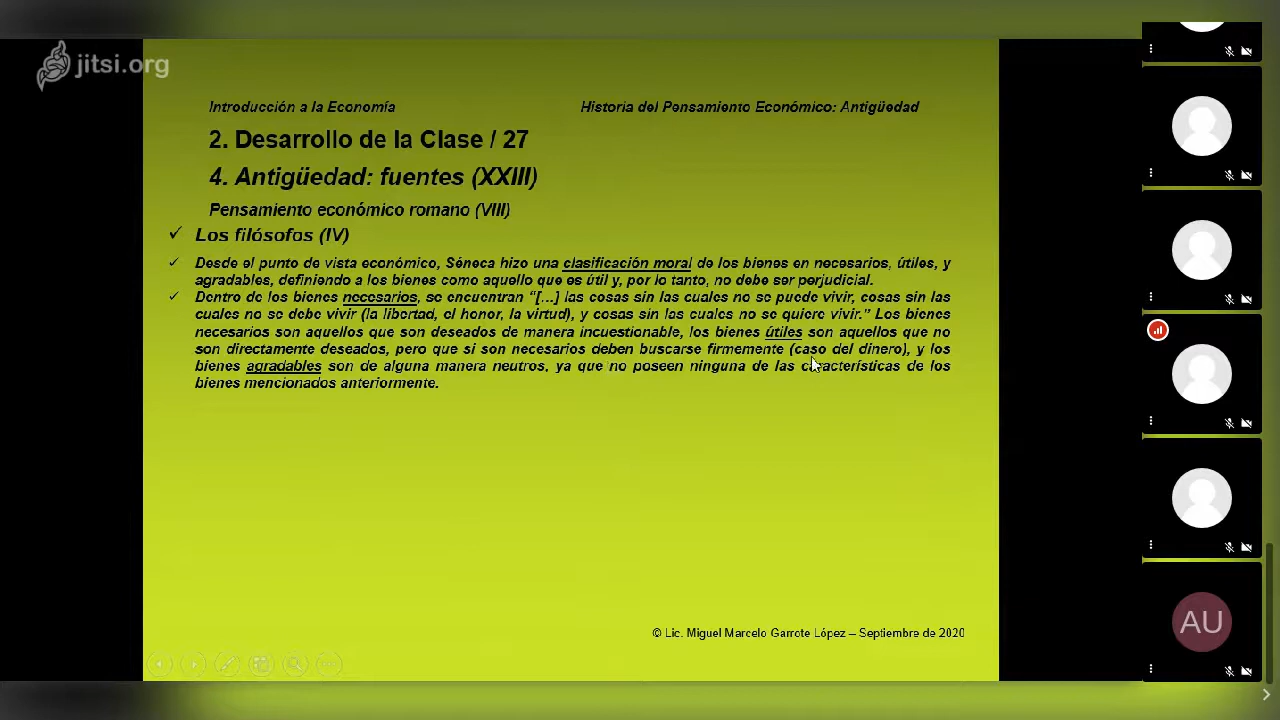 jitsi.org
Introducción a la Economía
Historia del Pensamiento Económico: Antigüedad
2. Desarrollo de la Clase / 27
4. Antigüedad: fuentes (XXIII)
Pensamiento económico romano (VIII)
Los filósofos (IV)
Desde el punto de vista económico, Séneca hizo una clasificación moral de los bienes en necesarios, útiles, y
agradables, definiendo a los bienes como aquello que es útil y, por lo tanto, no debe ser perjudicial.
Dentro de los bienes necesarios, se encuentran “[…] las cosas sin las cuales no se puede vivir, cosas sin las
cuales no se debe vivir (la libertad, el honor, la virtud), y cosas sin las cuales no se quiere vivir.” Los bienes
necesarios son aquellos que son deseados de manera incuestionable, los bienes útiles son aquellos que no
son directamente deseados, pero que si son necesarios deben buscarse firmemente (caso del dinero), y los
bienes agradables son de alguna manera neutros, ya que no poseen ninguna de las características de los
bienes mencionados anteriormente.
© Lic. Miguel Marcelo Garrote López – Septiembre de 2020
AU